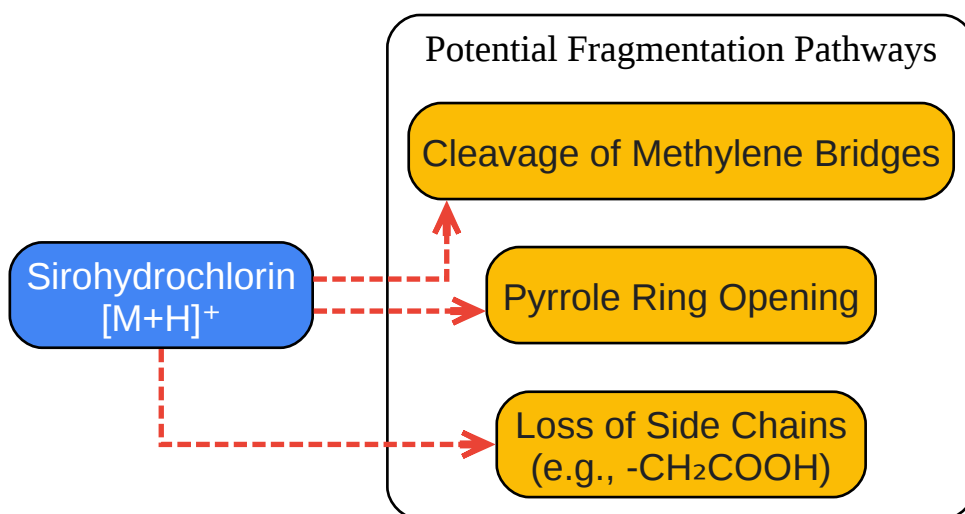 Potential Fragmentation Pathways
Cleavage of Methylene Bridges
Sirohydrochlorin
[M+H]⁺
Pyrrole Ring Opening
Loss of Side Chains
(e.g., -CH₂COOH)